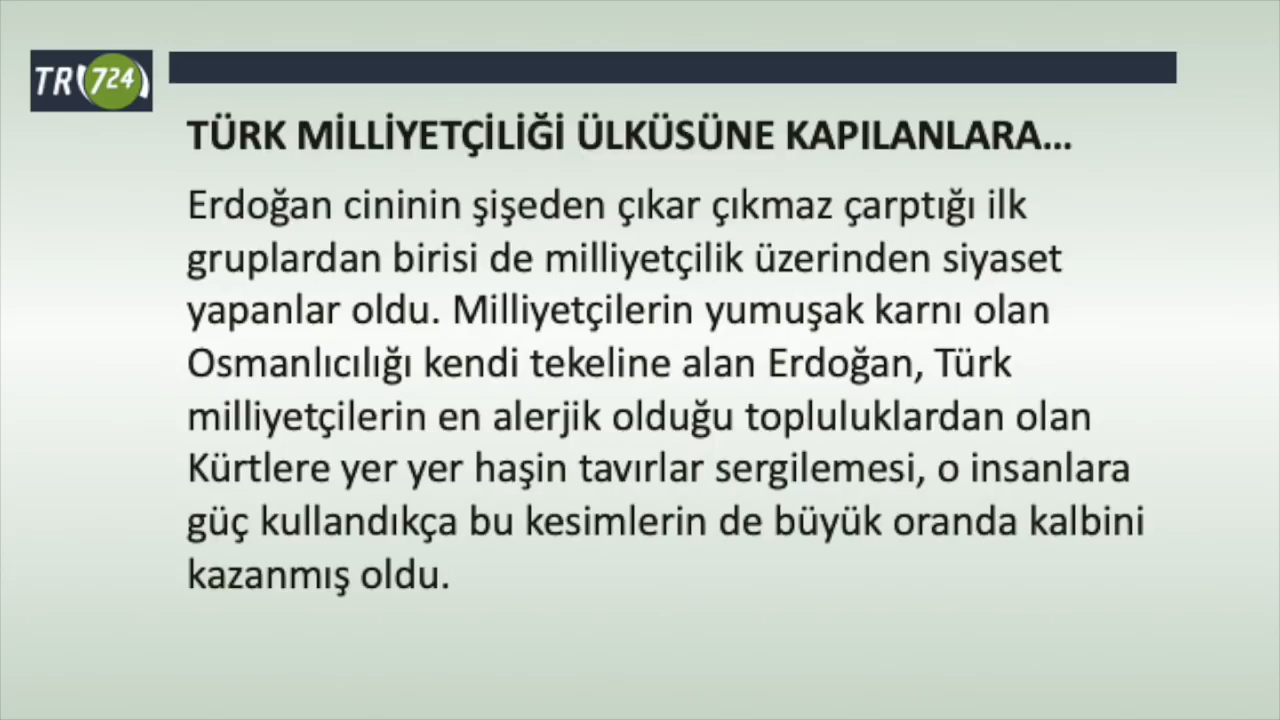 TR724
TÜRK MİLLİYETÇİLİĞİ ÜLKÜSÜNE KAPILANLARA...
Erdoğan cininin şişeden çıkar çıkmaz çarptığı ilk
gruplardan birisi de milliyetçilik üzerinden siyaset
yapanlar oldu. Milliyetçilerin yumuşak karnı olan
Osmanlıcılığı kendi tekeline alan Erdoğan, Türk
milliyetçilerin en alerjik olduğu topluluklardan olan
Kürtlere yer yer haşin tavırlar sergilemesi, o insanlara
güç kullandıkça bu kesimlerin de büyük oranda kalbini
kazanmış oldu.